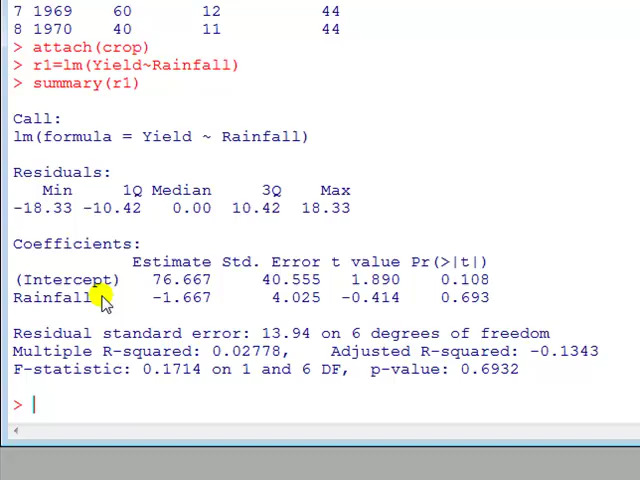 7 1969 60 12 44
8 1970 40 11 44
> attach(crop)
> r1=lm(Yield~Rainfall)
> summary(r1)
Call:
lm(formula = Yield ~ Rainfall)
Residuals:
Min 1Q Median 3Q Max
-18.33 -10.42 0.00 10.42 18.33
Coefficients:
Estimate Std. Error t value Pr(>|t|)
(Intercept) 76.667 40.555 1.890 0.108
Rainfall -1.667 4.025 -0.414 0.693
Residual standard error: 13.94 on 6 degrees of freedom
Multiple R-squared: 0.02778, Adjusted R-squared: -0.1343
F-statistic: 0.1714 on 1 and 6 DF, p-value: 0.6932
>